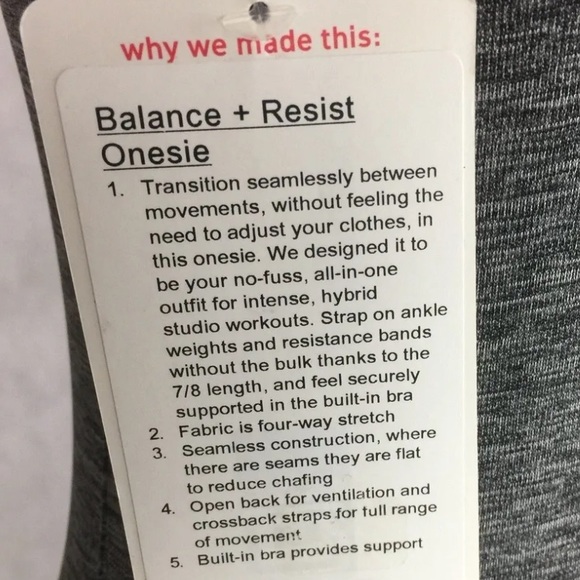 why we made this:
Balance + Resist
Onesie
1. Transition seamlessly between
movements, without feeling the
need to adjust your clothes, in
this onesie. We designed it to
be your no-fuss, all-in-one
outfit for intense, hybrid
studio workouts. Strap on ankle
weights and resistance bands
without the bulk thanks to the
7/8 length, and feel securely
supported in the built-in bra
2. Fabric is four-way stretch
3. Seamless construction, where
there are seams they are flat
to reduce chafing
4. Open back for ventilation and
crossback straps for full range
of movement
5. Built-in bra provides support